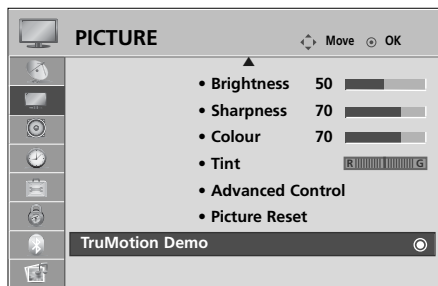 PICTURE
Move OK
• Brightness 50
• Sharpness 70
• Colour 70
• Tint R G
• Advanced Control
• Picture Reset
TruMotion Demo